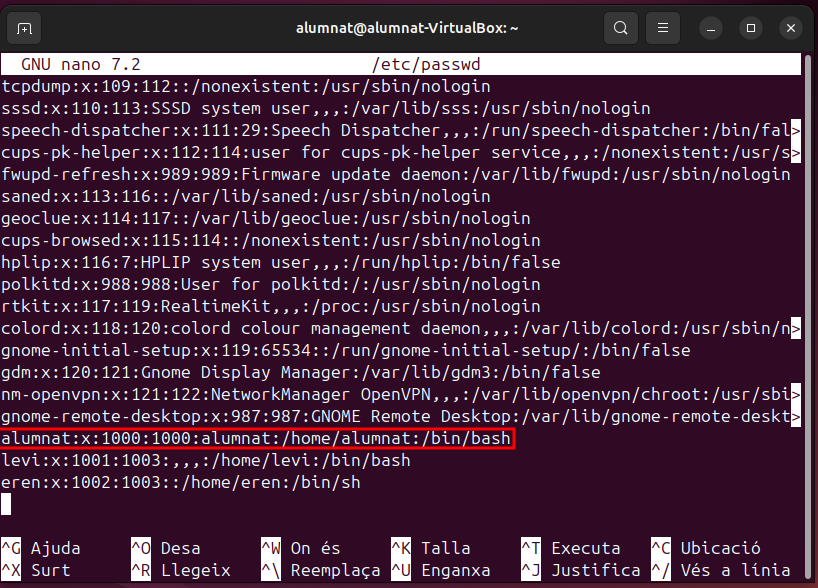 alumnat@alumnat-VirtualBox: ~
GNU nano 7.2 /etc/passwd
tcpdump:x:109:112::/nonexistent:/usr/sbin/nologin
sssd:x:110:113:SSSD system user,,,:/var/lib/sss:/usr/sbin/nologin
speech-dispatcher:x:111:29:Speech Dispatcher,,,:/run/speech-dispatcher:/bin/fal>
cups-pk-helper:x:112:114:user for cups-pk-helper service,,,:/nonexistent:/usr/s>
fwupd-refresh:x:989:989:Firmware update daemon:/var/lib/fwupd:/usr/sbin/nologin
saned:x:113:116::/var/lib/saned:/usr/sbin/nologin
geoclue:x:114:117::/var/lib/geoclue:/usr/sbin/nologin
cups-browsed:x:115:114::/nonexistent:/usr/sbin/nologin
hplip:x:116:7:HPLIP system user,,,:/run/hplip:/bin/false
polkitd:x:988:988:User for polkitd:/:/usr/sbin/nologin
rtkit:x:117:119:RealtimeKit,,,:/proc:/usr/sbin/nologin
colord:x:118:120:colord colour management daemon,,,:/var/lib/colord:/usr/sbin/n>
gnome-initial-setup:x:119:65534::/run/gnome-initial-setup/:/bin/false
gdm:x:120:121:Gnome Display Manager:/var/lib/gdm3:/bin/false
nm-openvpn:x:121:122:NetworkManager OpenVPN,,,:/var/lib/openvpn/chroot:/usr/sbi>
gnome-remote-desktop:x:987:987:GNOME Remote Desktop:/var/lib/gnome-remote-deskt>
alumnat:x:1000:1000:alumnat:/home/alumnat:/bin/bash
levi:x:1001:1003:,,,:/home/levi:/bin/bash
eren:x:1002:1003::/home/eren:/bin/sh
^G Ajuda ^O Desa ^W On és ^K Talla ^T Executa ^C Ubicació
^X Surt ^R Llegeix ^\ Reemplaça ^U Enganxa ^J Justifica ^/ Vés a línia